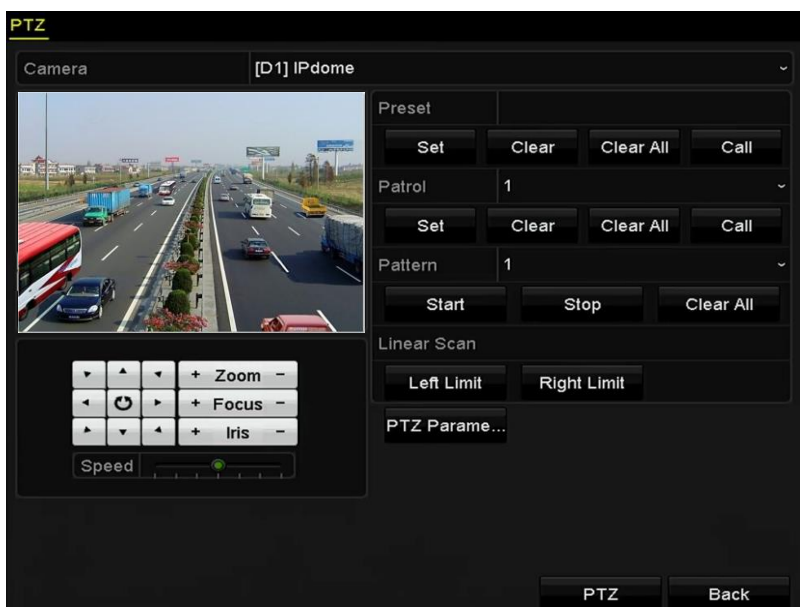 PTZ
Camera [D1] IPdome
Preset
Set Clear Clear All Call
Patrol 1
Set Clear Clear All Call
Pattern 1
Start Stop Clear All
Linear Scan
Left Limit Right Limit
PTZ Parame...
+ Zoom -
+ Focus -
+ Iris -
Speed
PTZ Back